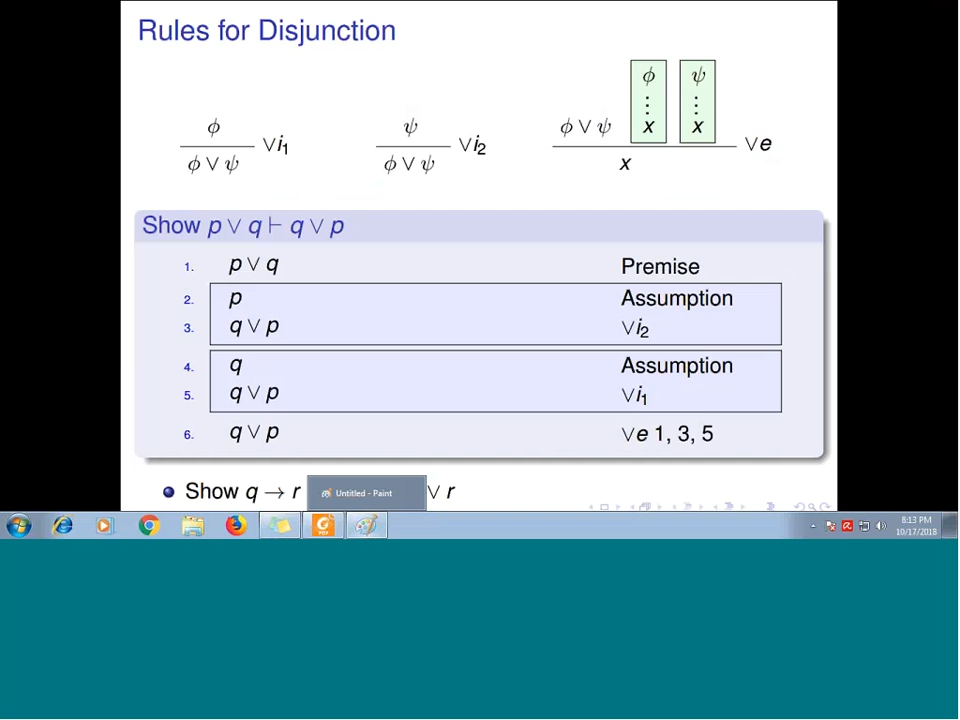 Rules for Disjunction
ϕ
ϕ ∨ ψ
∨i1
ψ
ϕ ∨ ψ
∨i2
ϕ ∨ ψ
ϕ
⋮
x
ψ
⋮
x
x
∨e
Show p ∨ q ⊢ q ∨ p
1. p ∨ q Premise
2. p Assumption
3. q ∨ p ∨i2
4. q Assumption
5. q ∨ p ∨i1
6. q ∨ p ∨e 1, 3, 5
Show q → r
Untitled - Paint
∨ r
PDF
8:13 PM
10/17/2018